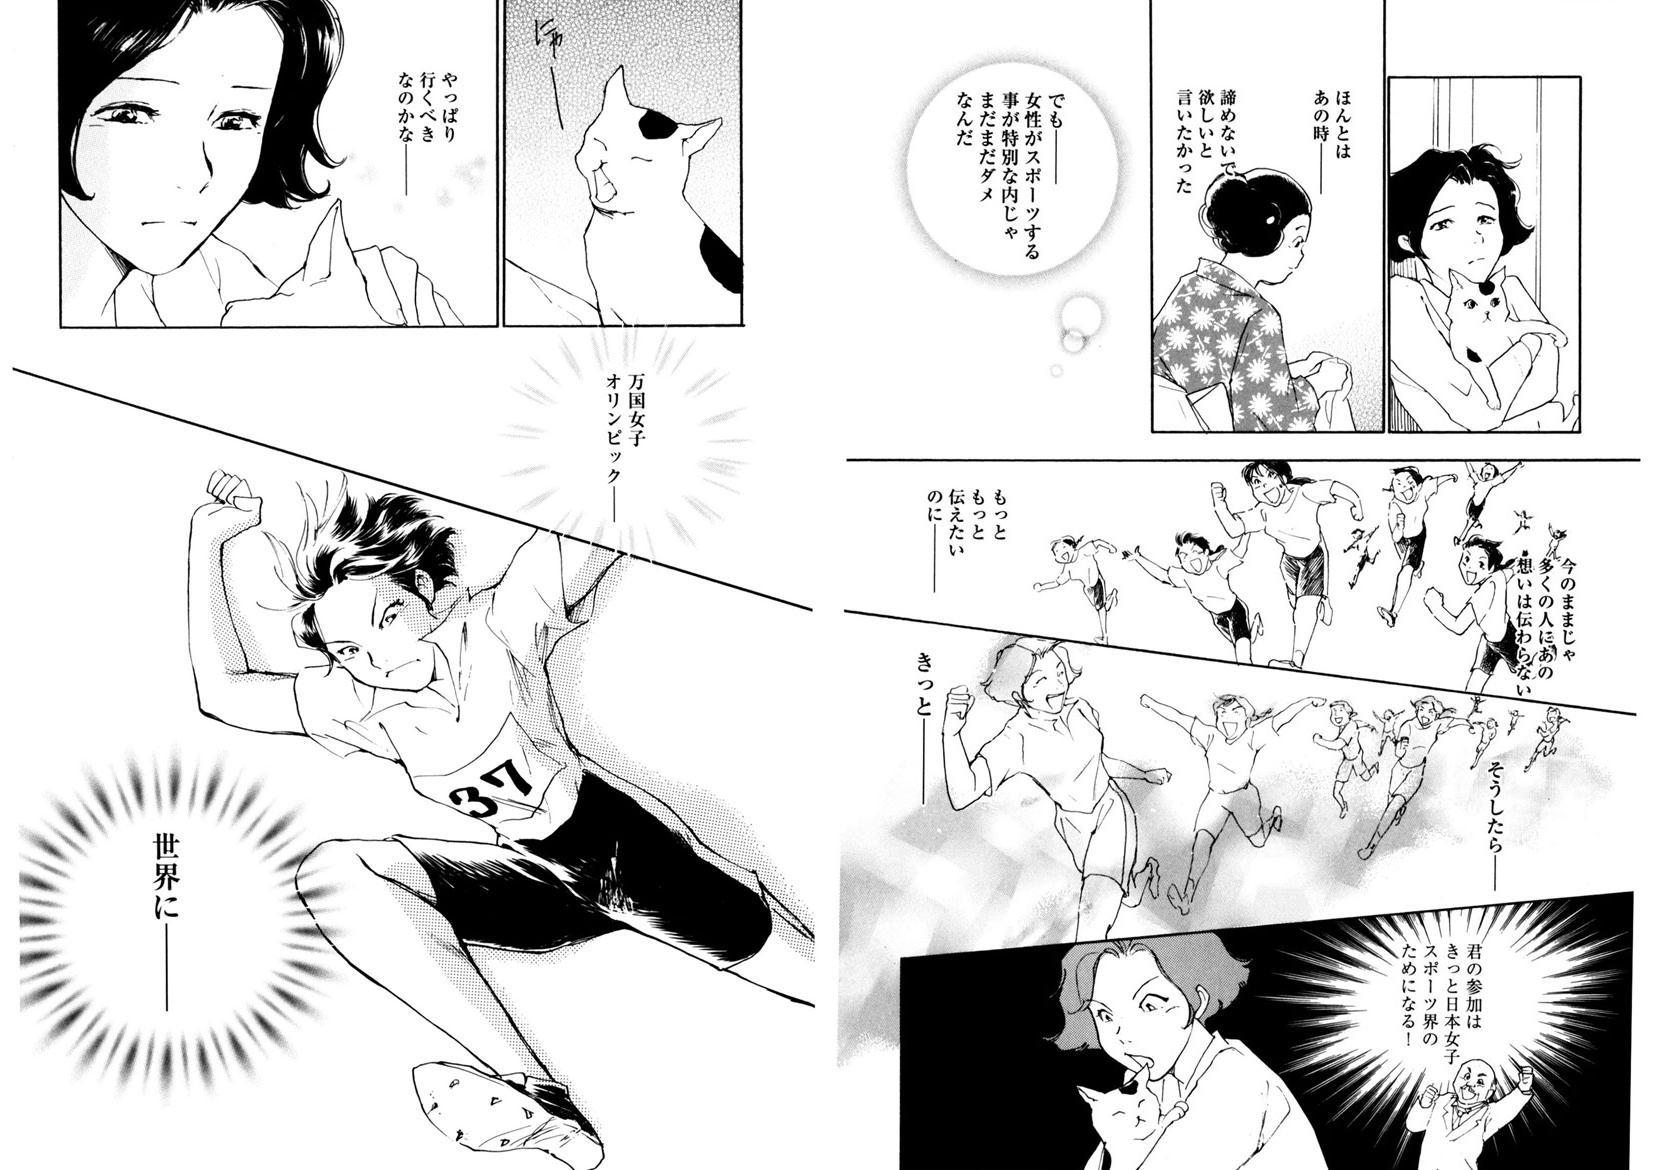 ほんとは
あの時――
諦めないで
欲しいと
言いたかった
でも――
女性がスポーツする
事が特別な内じゃ
まだまだダメ
なんだ
今のままじゃ
多くの人にあの
想いは伝わらない
もっと
もっと
伝えたい
のに――
そうしたら――
きっと――
君の参加は
きっと日本女子
スポーツ界の
ためになる!
にゃー
やっぱり
行くべき
なのかな――
万国女子
オリンピック――
37
世界に――